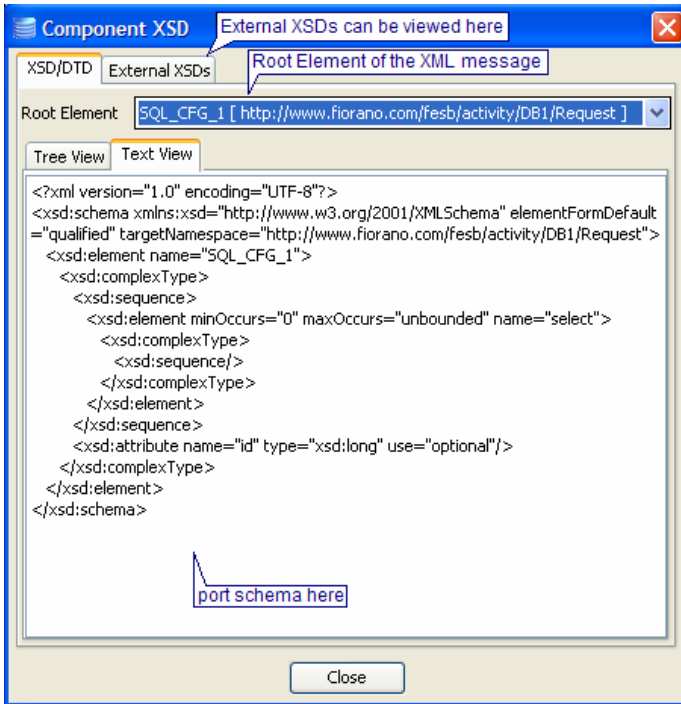 Component XSD
External XSDs can be viewed here
XSD/DTD
External XSDs
Root Element of the XML message
Root Element
SQL_CFG_1 [ http://www.fiorano.com/fesb/activity/DB1/Request ]
Tree View
Text View
<?xml version="1.0" encoding="UTF-8"?>
<xsd:schema xmlns:xsd="http://www.w3.org/2001/XMLSchema" elementFormDefault
="qualified" targetNamespace="http://www.fiorano.com/fesb/activity/DB1/Request">
<xsd:element name="SQL_CFG_1">
<xsd:complexType>
<xsd:sequence>
<xsd:element minOccurs="0" maxOccurs="unbounded" name="select">
<xsd:complexType>
<xsd:sequence/>
</xsd:complexType>
</xsd:element>
</xsd:sequence>
<xsd:attribute name="id" type="xsd:long" use="optional"/>
</xsd:complexType>
</xsd:element>
</xsd:schema>
port schema here
Close